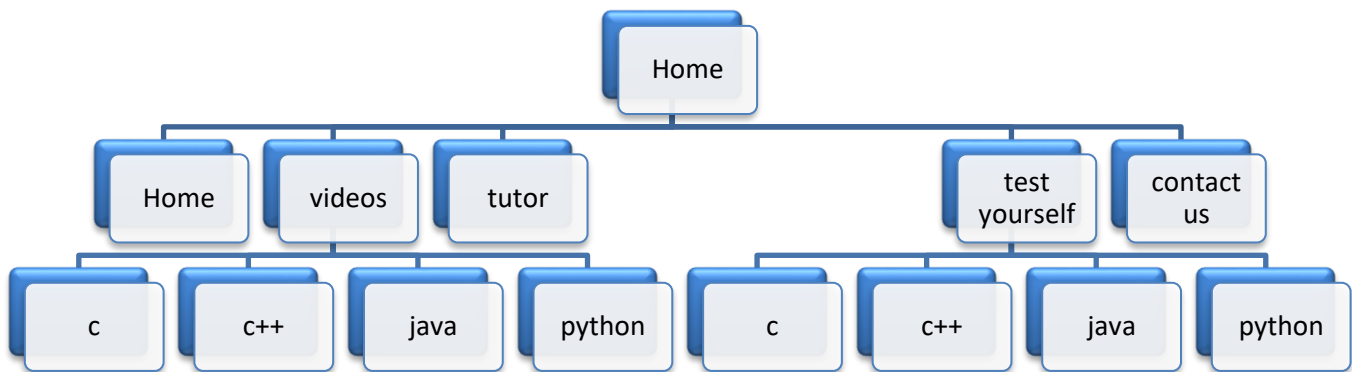 Home
Home
videos
tutor
test
yourself
contact
us
c
c++
java
python
c
c++
java
python